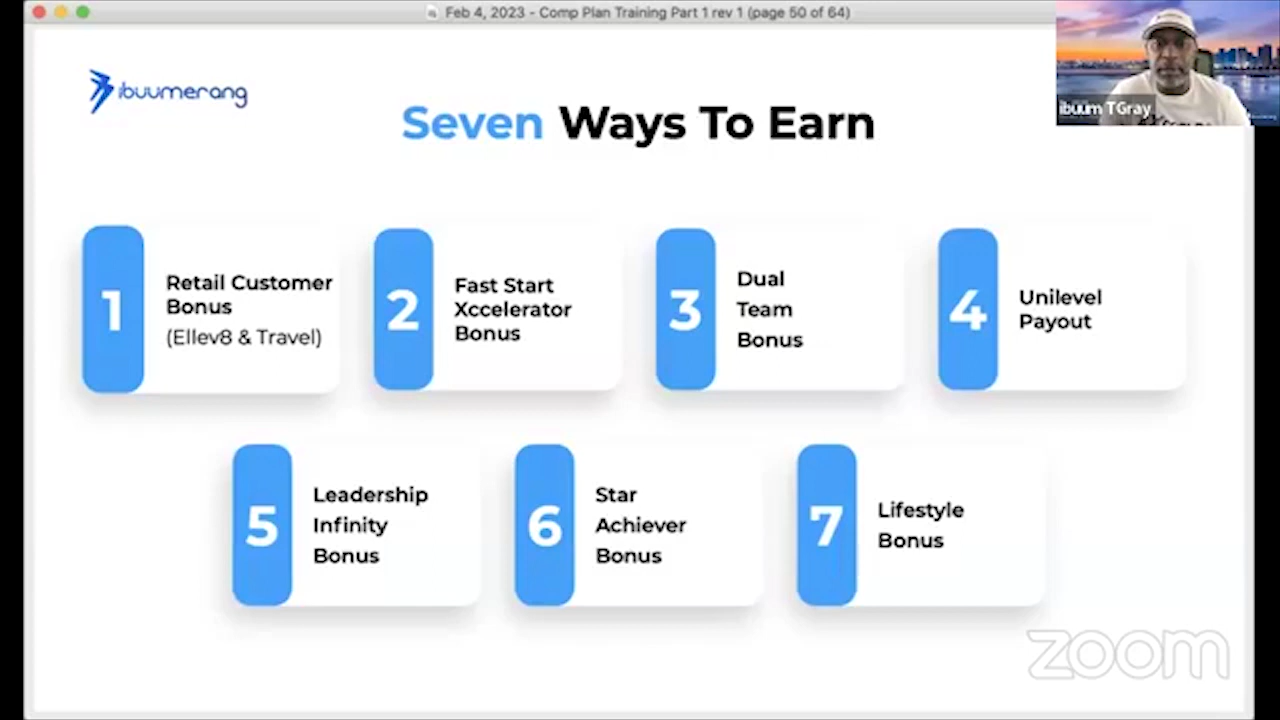 Feb 4, 2023 - Comp Plan Training Part 1 rev 1 (page 50 of 64)
ibuumerang
Seven Ways To Earn
ibuum TGray
1
Retail Customer
Bonus
(Ellev8 & Travel)
2
Fast Start
Xccelerator
Bonus
3
Dual
Team
Bonus
4
Unilevel
Payout
5
Leadership
Infinity
Bonus
6
Star
Achiever
Bonus
7
Lifestyle
Bonus
zoom